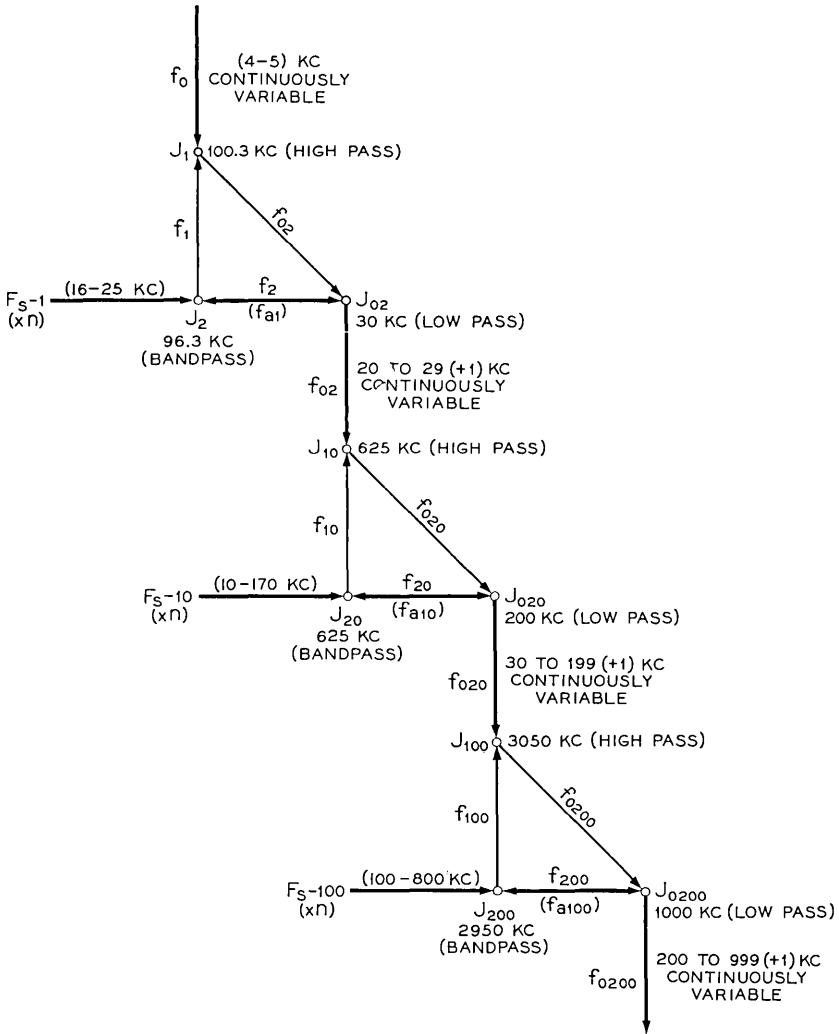 f0
(4-5) KC
CONTINUOUSLY
VARIABLE
J1 100.3 KC (HIGH PASS)
f1
f02
FS-1
(xn)
(16-25 KC)
f2
(fa1)
J2
96.3 KC
(BANDPASS)
J02
30 KC (LOW PASS)
f02
20 TO 29 (+1) KC
CONTINUOUSLY
VARIABLE
J10 625 KC (HIGH PASS)
f10
f020
FS-10
(xn)
(10-170 KC)
f20
(fa10)
J20
625 KC
(BANDPASS)
J020
200 KC (LOW PASS)
f020
30 TO 199 (+1) KC
CONTINUOUSLY
VARIABLE
J100 3050 KC (HIGH PASS)
f100
f0200
FS-100
(xn)
(100-800 KC)
f200
(fa100)
J200
2950 KC
(BANDPASS)
J0200
1000 KC (LOW PASS)
f0200
200 TO 999 (+1) KC
CONTINUOUSLY
VARIABLE